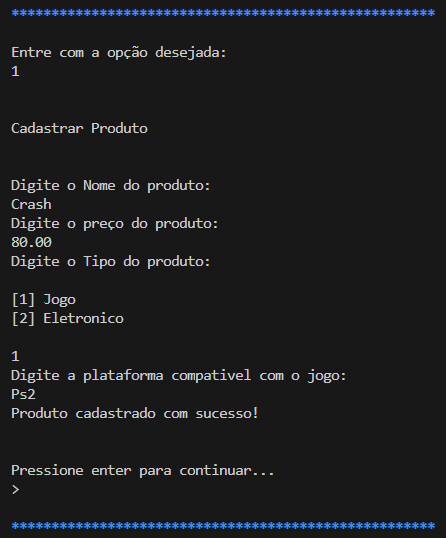 *****************************************************
Entre com a opção desejada:
1
Cadastrar Produto
Digite o Nome do produto:
Crash
Digite o preço do produto:
80.00
Digite o Tipo do produto:
[1] Jogo
[2] Eletronico
1
Digite a plataforma compativel com o jogo:
Ps2
Produto cadastrado com sucesso!
Pressione enter para continuar...
>
*****************************************************